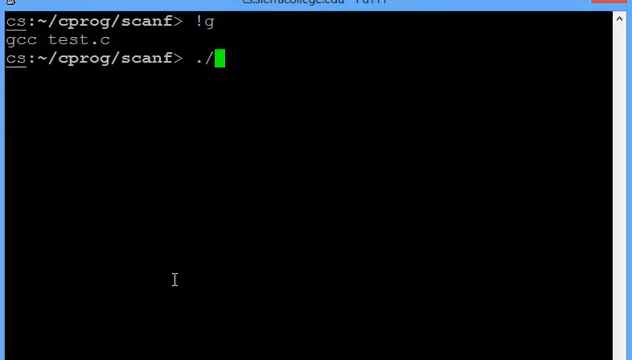 cs:~/cprog/scanf> !g
gcc test.c
cs:~/cprog/scanf> ./